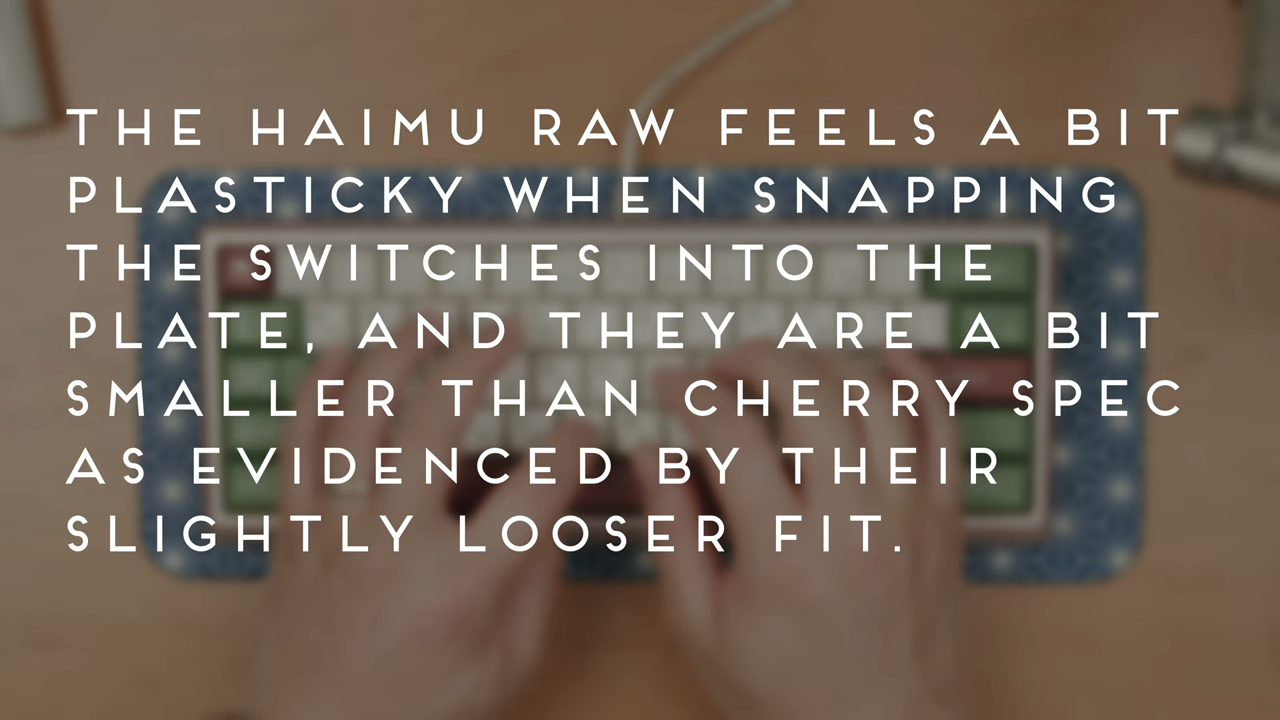 THE HAIMU RAW FEELS A BIT
PLASTICKY WHEN SNAPPING
THE SWITCHES INTO THE
PLATE, AND THEY ARE A BIT
SMALLER THAN CHERRY SPEC
AS EVIDENCED BY THEIR
SLIGHTLY LOOSER FIT.